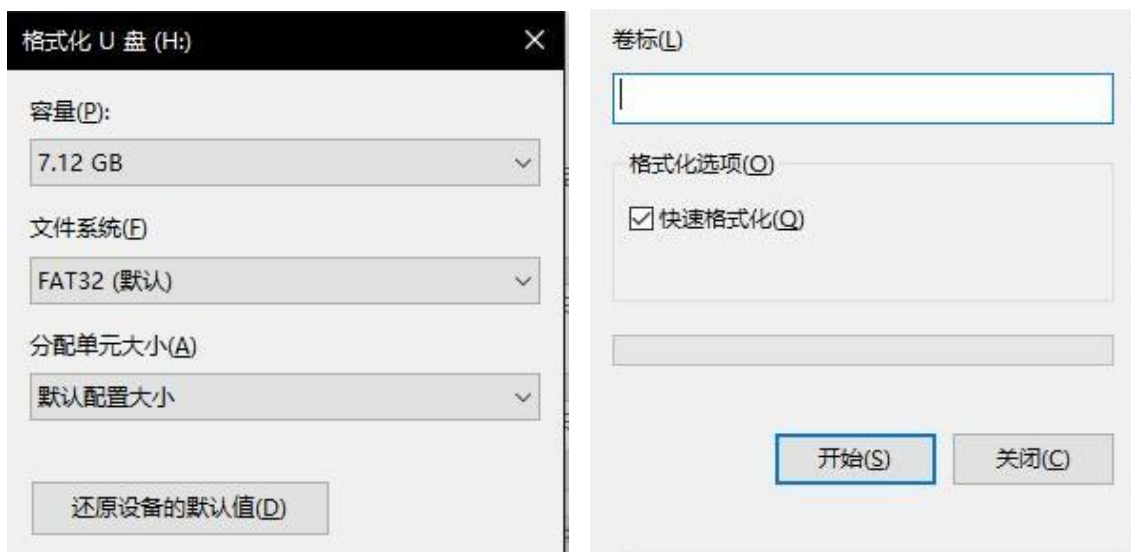 格式化 U 盘 (H:)
容量(P):
7.12 GB
文件系统(F)
FAT32 (默认)
分配单元大小(A)
默认配置大小
还原设备的默认值(D)
卷标(L)
格式化选项(O)
快速格式化(Q)
开始(S)
关闭(C)